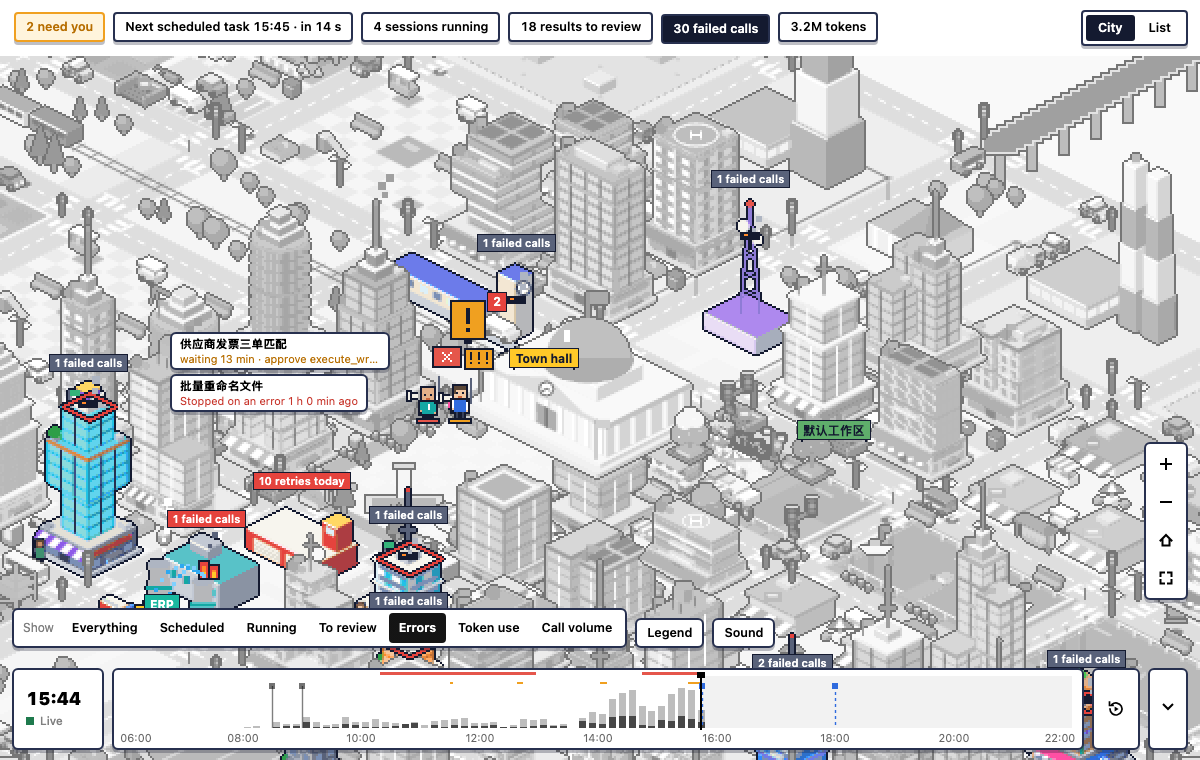 2 need you
Next scheduled task 15:45 · in 14 s
4 sessions running
18 results to review
30 failed calls
3.2M tokens
City
List
1 failed calls
1 failed calls
2
!
供应商发票三单匹配
waiting 13 min · approve execute_wr...
!!!
Town hall
1 failed calls
批量重命名文件
Stopped on an error 1 h 0 min ago
默认工作区
10 retries today
1 failed calls
1 failed calls
ERP
1 failed calls
Show
Everything
Scheduled
Running
To review
Errors
Token use
Call volume
Legend
Sound
2 failed calls
1 failed calls
15:44
Live
06:00
08:00
10:00
12:00
14:00
16:00
18:00
20:00
22:00